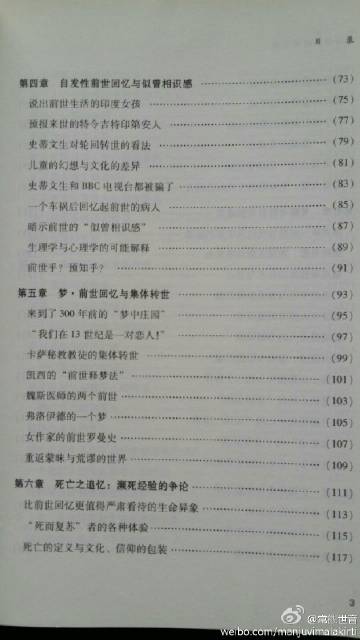 目 录
第四章 自发性前世回忆与似曾相识感 (73)
说出前世生活的印度女孩 (75)
预报来世的特令吉特印第安人 (77)
史蒂文生对轮回转世的看法 (79)
儿童的幻想与文化的差异 (81)
史蒂文生和BBC电视台都被骗了 (83)
一个车祸后回忆起前世的病人 (85)
暗示前世的“似曾相识感” (87)
生理学与心理学的可能解释 (89)
前世乎?预知乎? (91)
第五章 梦·前世回忆与集体转世 (93)
来到了300年前的“梦中庄园” (95)
“我们在13世纪是一对恋人!” (97)
卡萨秘教教徒的集体转世 (99)
凯西的“前世释梦法” (101)
魏斯医师的两个前世 (103)
弗洛伊德的一个梦 (105)
女作家的前世罗曼史 (107)
重返蒙昧与荒谬的世界 (109)
第六章 死亡之追忆:濒死经验的争论 (111)
比前世回忆更值得严肃看待的生命异象 (113)
“死而复苏”者的各种体验 (115)
死亡的定义与文化、信仰的包装 (117)
3
weibo.com/manjuvimalakirti